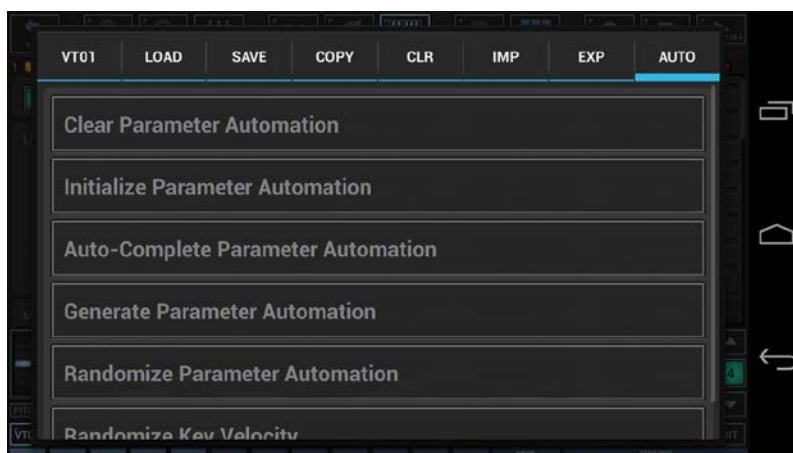 VT01 LOAD SAVE COPY CLR IMP EXP AUTO
Clear Parameter Automation
Initialize Parameter Automation
Auto-Complete Parameter Automation
Generate Parameter Automation
Randomize Parameter Automation
4
Randomize Key Velocity